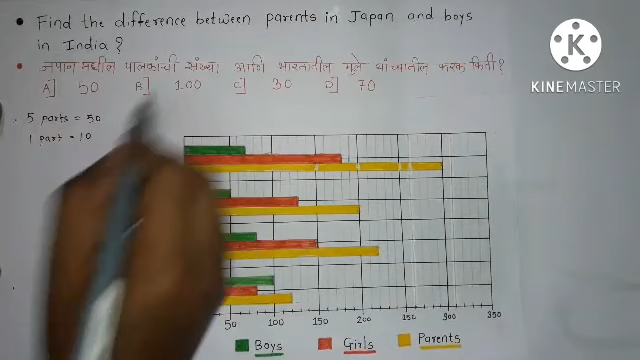 Find the difference between parents in Japan and boys
in India ?
जपान मधील पालकांची संख्या आणि भारतातील मुले यांच्यातील फरक किती?
A] 50 B] 100 C] 30 D] 70
5 parts = 50
1 part = 10
50 100 150 200 250 300 350
Boys Girls Parents
K
KINEMASTER